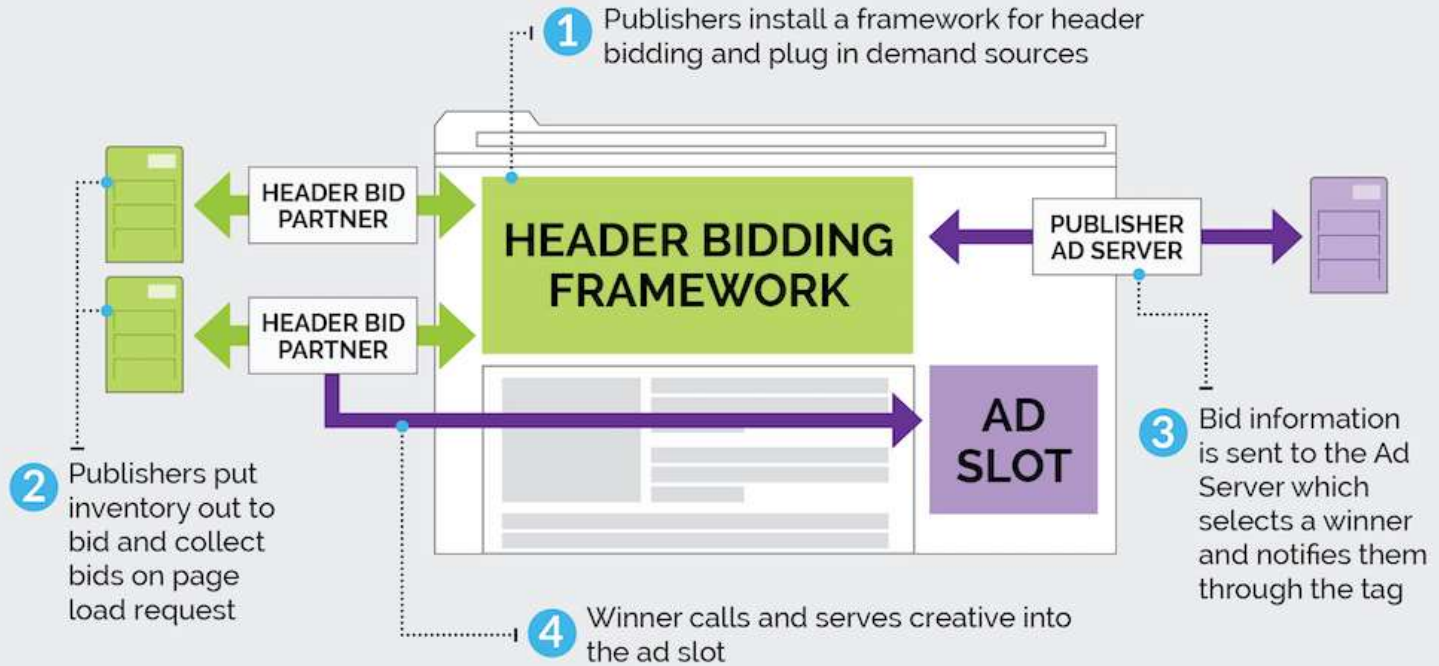 1 Publishers install a framework for header
bidding and plug in demand sources
HEADER BID
PARTNER
HEADER BIDDING
FRAMEWORK
PUBLISHER
AD SERVER
HEADER BID
PARTNER
AD
SLOT
2 Publishers put
inventory out to
bid and collect
bids on page
load request
3 Bid information
is sent to the Ad
Server which
selects a winner
and notifies them
through the tag
4 Winner calls and serves creative into
the ad slot